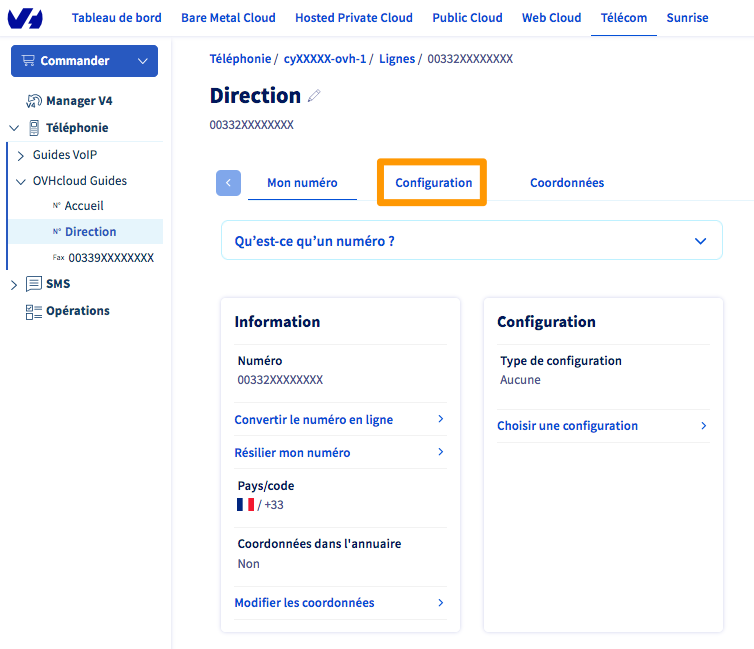 Tableau de bord Bare Metal Cloud Hosted Private Cloud Public Cloud Web Cloud Télécom Sunrise
Commander
Manager V4
Téléphonie
Guides VoIP
OVHcloud Guides
N° Accueil
N° Direction
Fax 00339XXXXXXXX
SMS
Opérations
Téléphonie / cyXXXXX-ovh-1 / Lignes / 00332XXXXXXXX
Direction
00332XXXXXXXX
Mon numéro Configuration Coordonnées
Qu’est-ce qu’un numéro ?
Information
Numéro
00332XXXXXXXX
Convertir le numéro en ligne
Résilier mon numéro
Pays/code
/ +33
Coordonnées dans l'annuaire
Non
Modifier les coordonnées
Configuration
Type de configuration
Aucune
Choisir une configuration